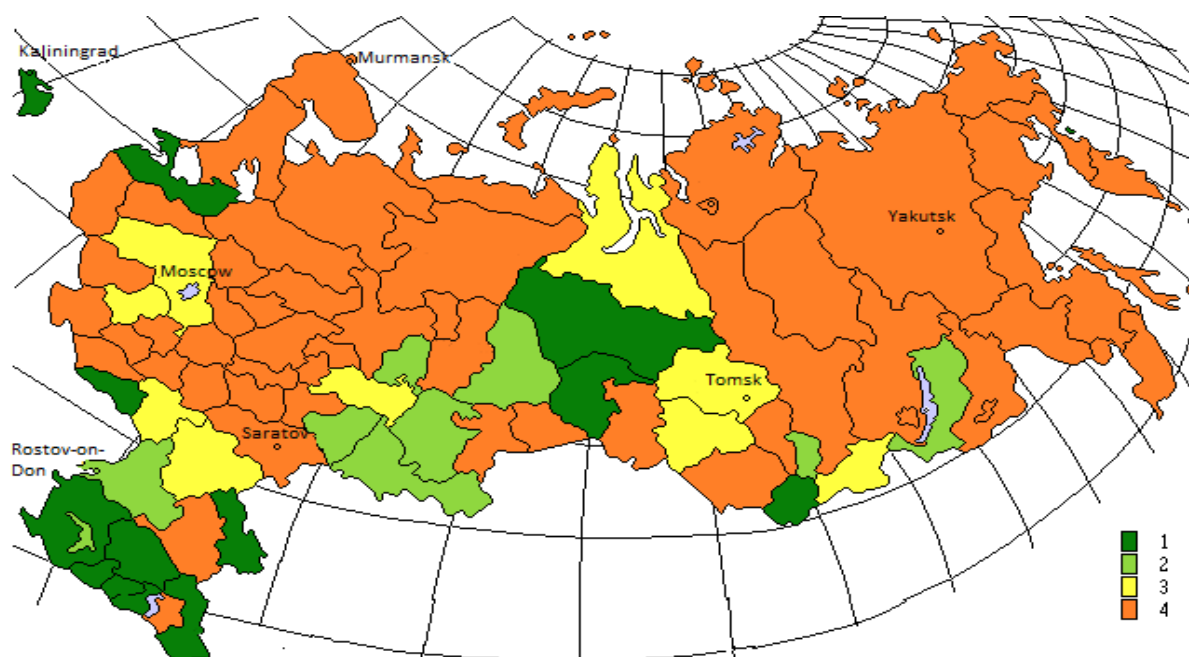 Kaliningrad
Murmansk
Yakutsk
Moscow
Tomsk
Saratov
Rostov-on-
Don
1
2
3
4